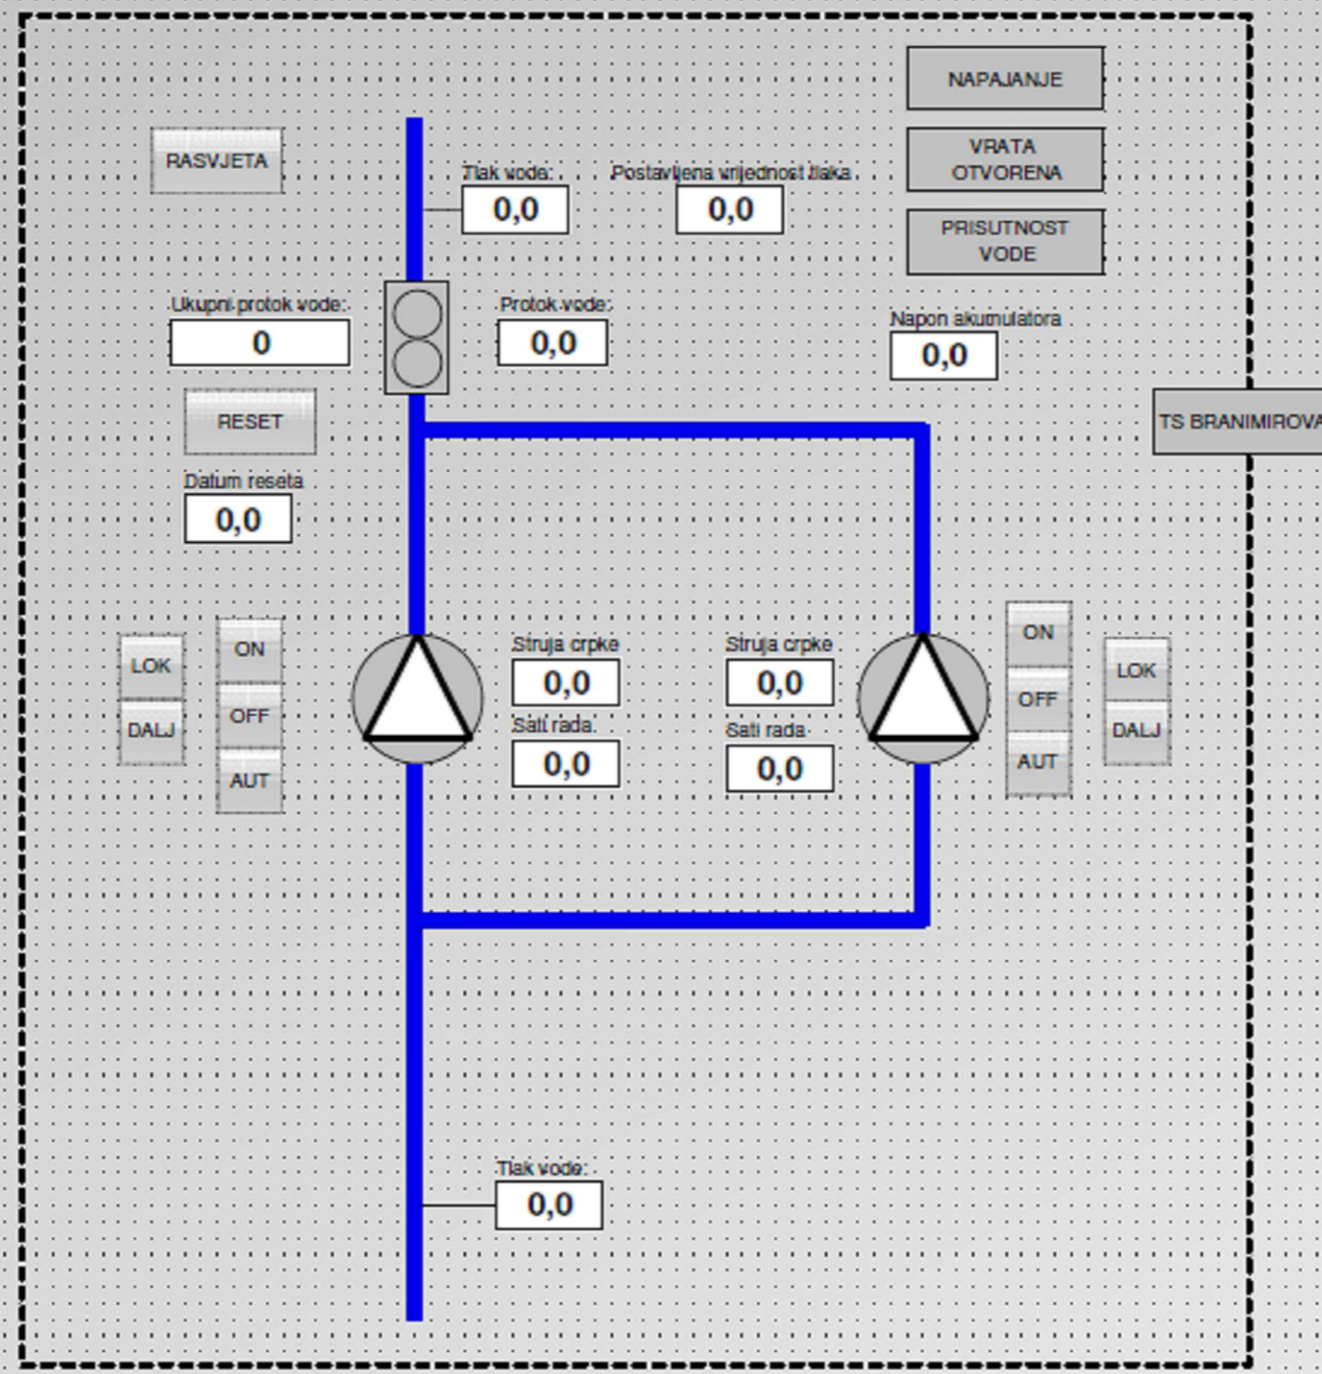 NAPAJANJE
RASVJETA
VRATA
OTVORENA
Tlak vode:
Postavljena vrijednost tlaka
0,0
0,0
PRISUTNOST
VODE
Ukupni protok vode:
Protok vode:
Napon akumulatora
0
0,0
0,0
RESET
TS BRANIMIROVA
Datum reseta
0,0
ON
LOK
OFF
DALJ
AUT
Struja crpke
0,0
Sati rada
0,0
Struja crpke
0,0
Sati rada
0,0
ON
OFF
AUT
LOK
DALJ
Tlak vode:
0,0